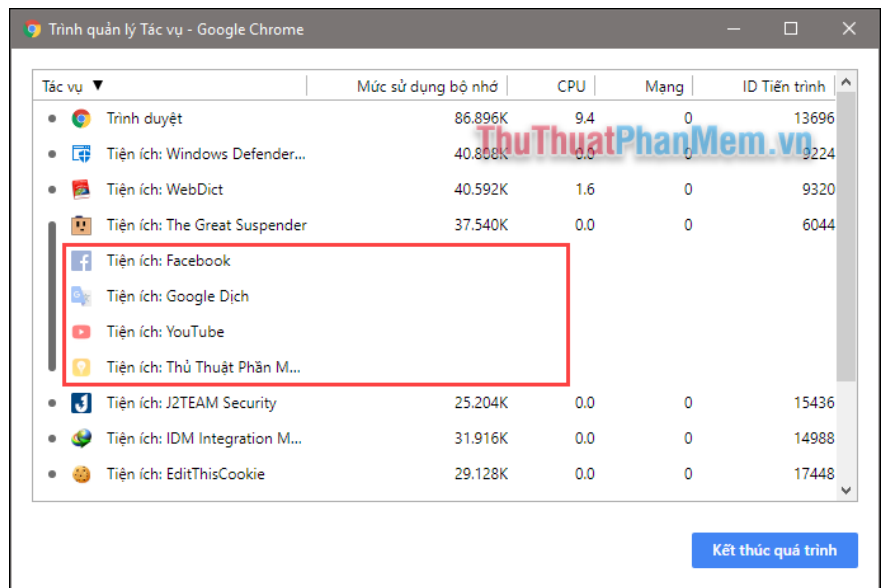 Trình quản lý Tác vụ - Google Chrome
Tác vụ ▼ Mức sử dụng bộ nhớ CPU Mạng ID Tiến trình
Trình duyệt 86.896K 9.4 0 13696
ThuThuatPhanMem.vn
Tiện ích: Windows Defender... 40.808K 0.0 0 9224
Tiện ích: WebDict 40.592K 1.6 0 9320
Tiện ích: The Great Suspender 37.540K 0.0 0 6044
Tiện ích: Facebook
Tiện ích: Google Dịch
Tiện ích: YouTube
Tiện ích: Thủ Thuật Phần M...
Tiện ích: J2TEAM Security 25.204K 0.0 0 15436
Tiện ích: IDM Integration M... 31.916K 0.0 0 14988
Tiện ích: EditThisCookie 29.128K 0.0 0 17448
Kết thúc quá trình